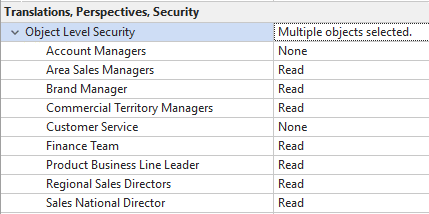 Translations, Perspectives, Security
Object Level Security Multiple objects selected.
Account Managers None
Area Sales Managers Read
Brand Manager Read
Commercial Territory Managers Read
Customer Service None
Finance Team Read
Product Business Line Leader Read
Regional Sales Directors Read
Sales National Director Read